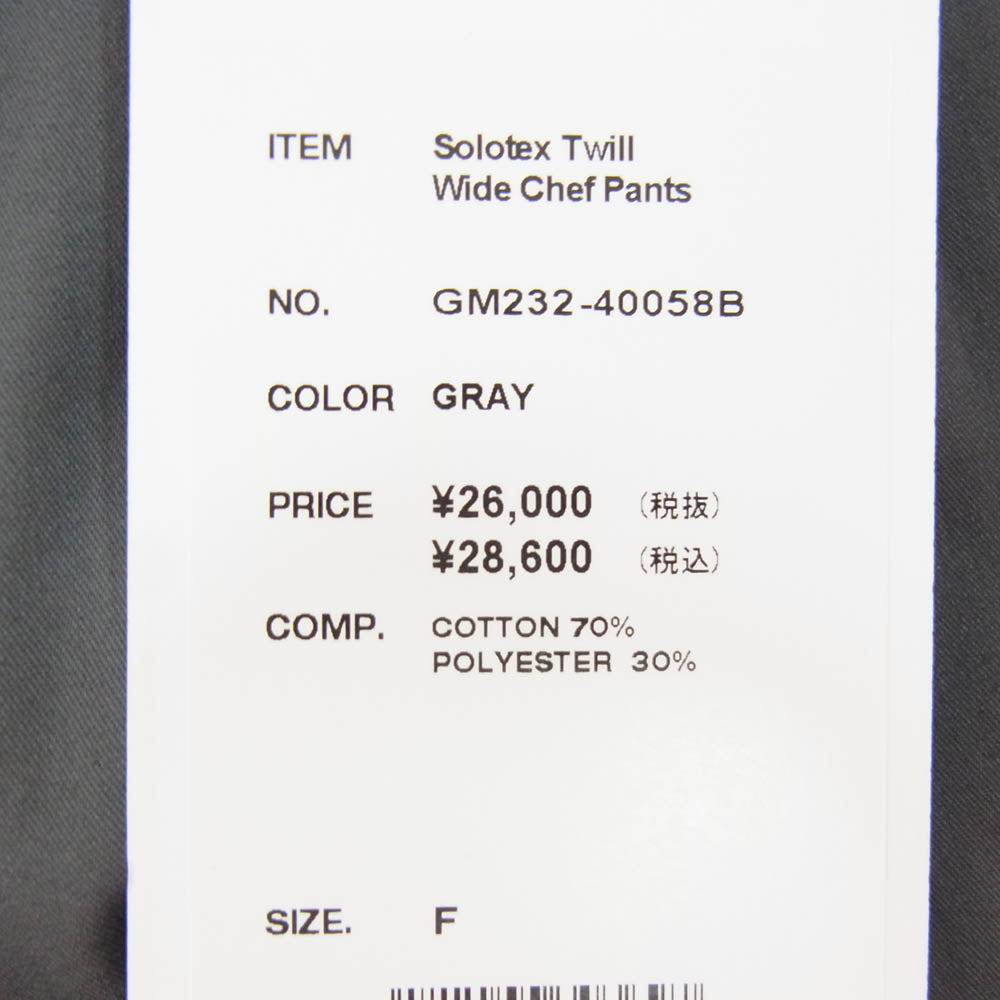 ITEM Solotex Twill
Wide Chef Pants
NO. GM232-40058B
COLOR GRAY
PRICE ¥26,000 (税抜)
¥28,600 (税込)
COMP. COTTON 70%
POLYESTER 30%
SIZE. F